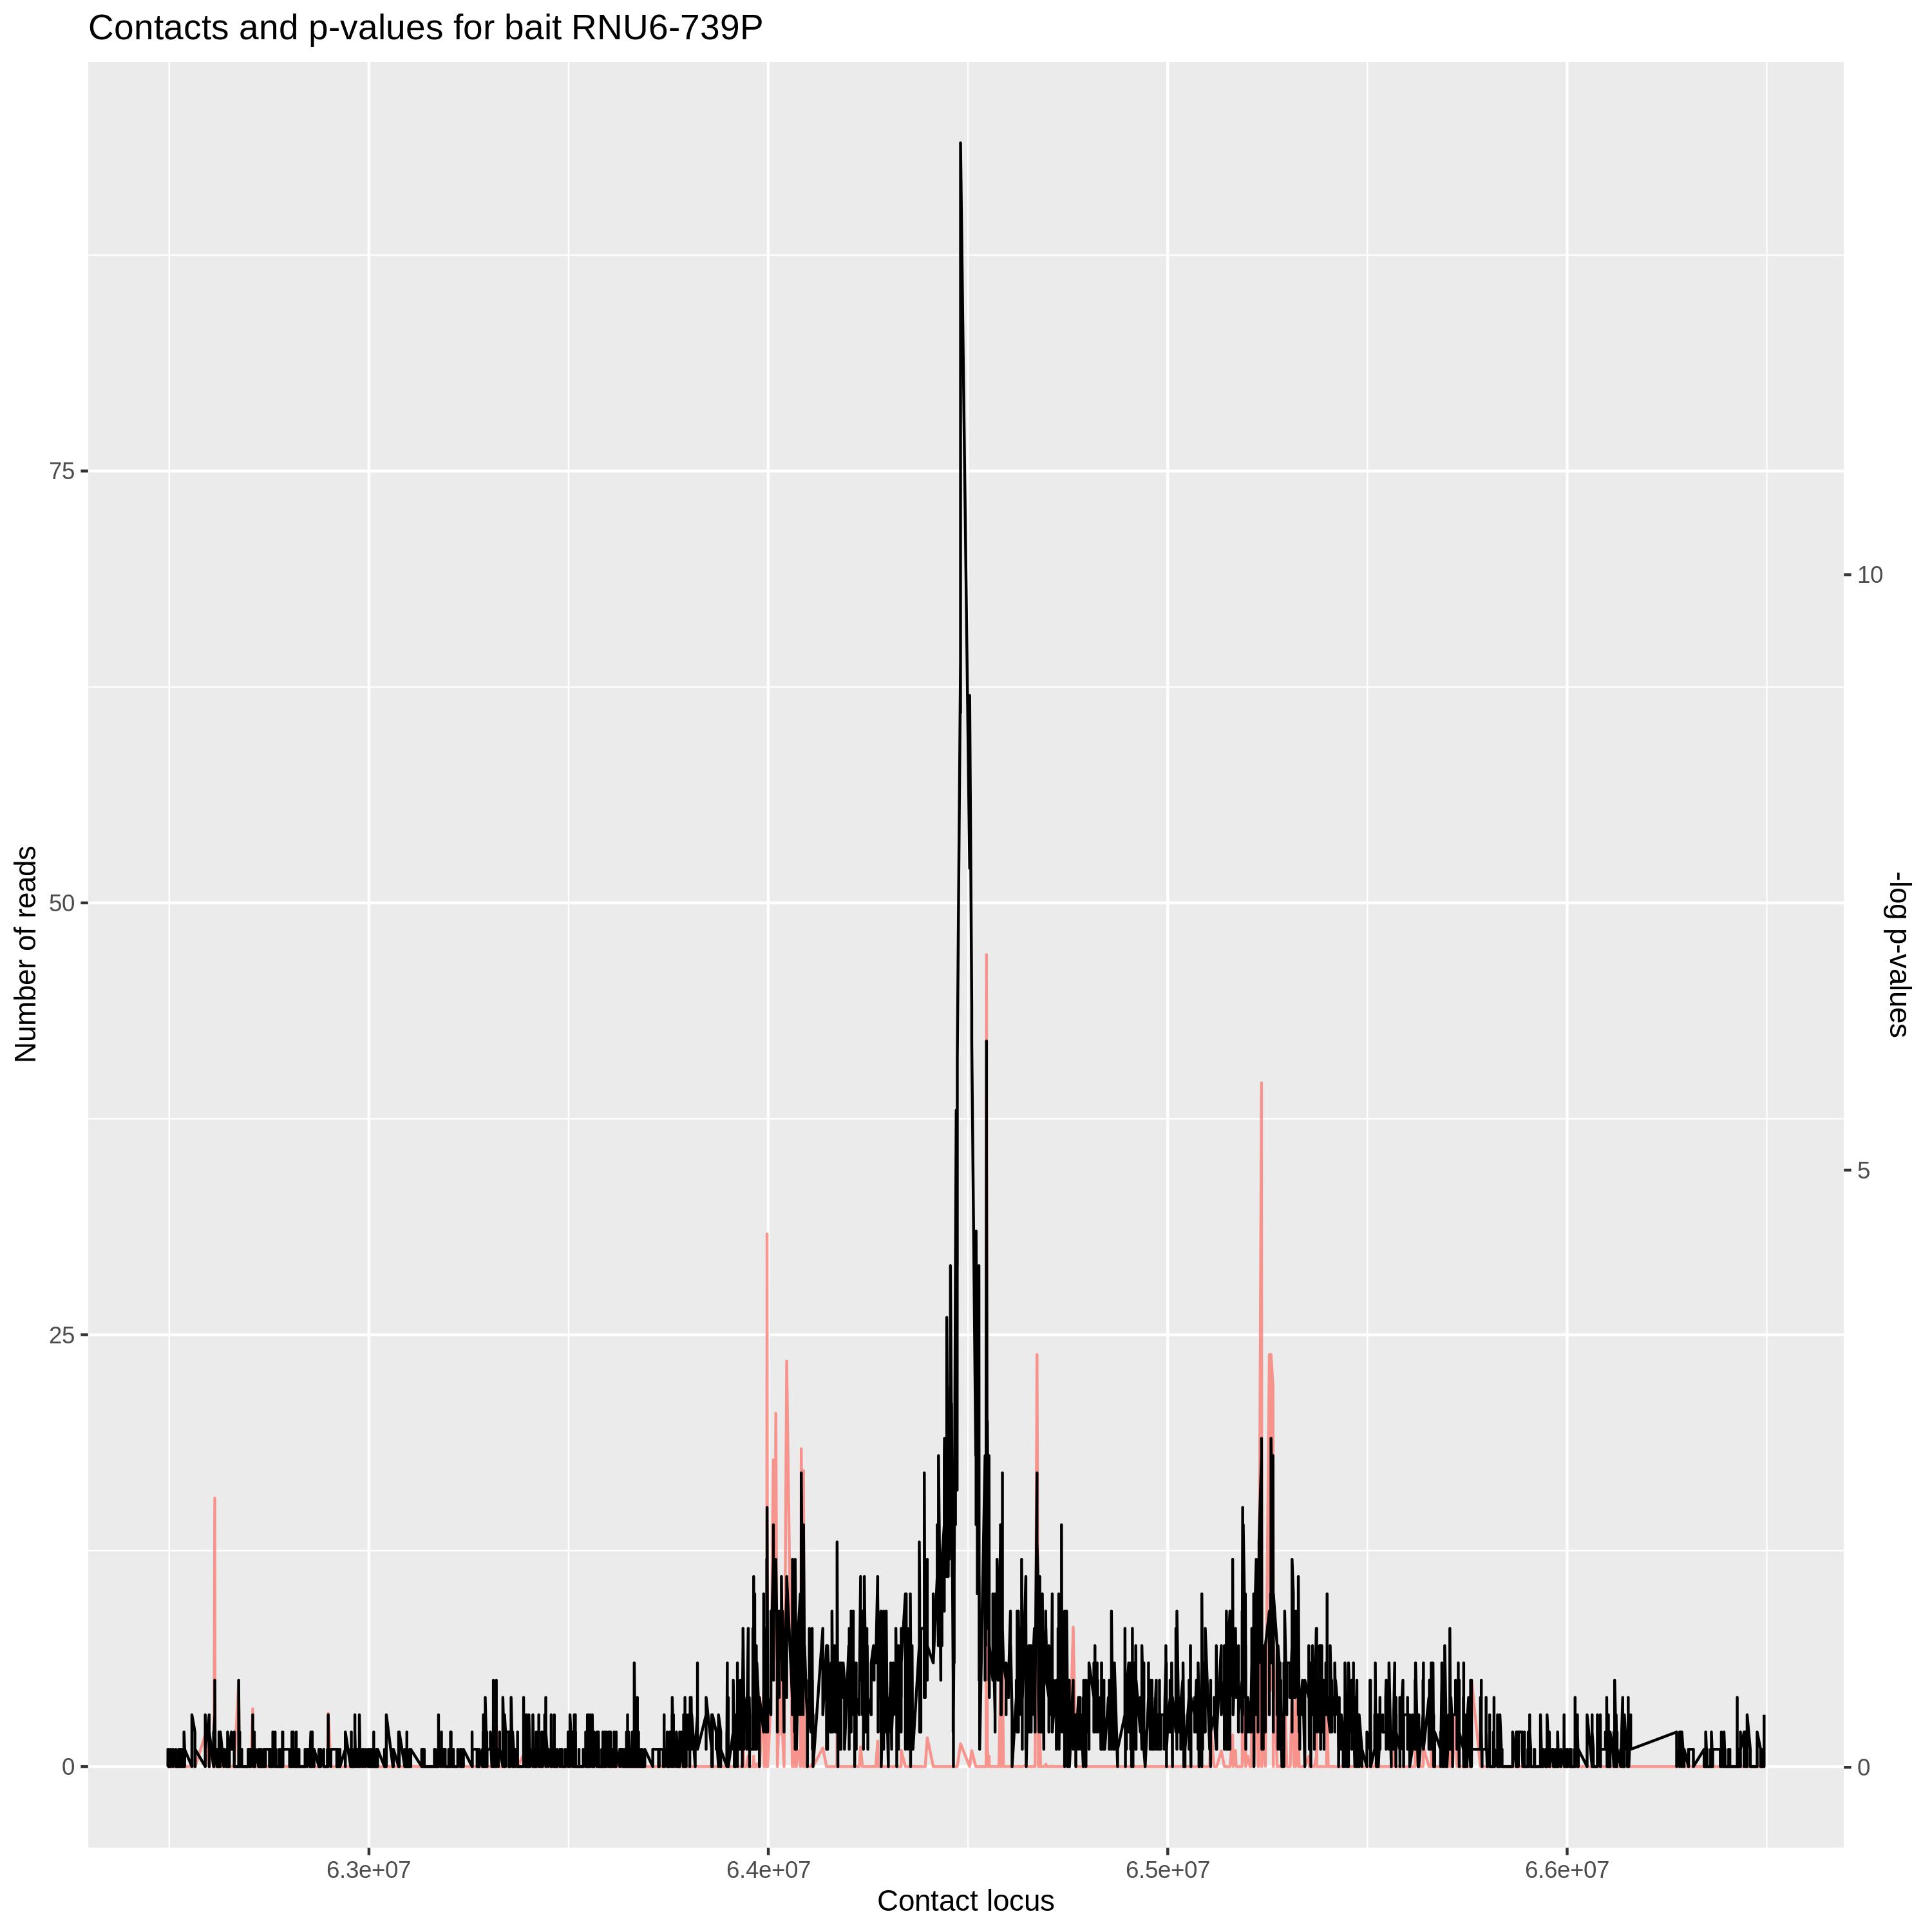 Contacts and p-values for bait RNU6-739P
75
50
25
0
Number of reads
10
5
0
-log p-values
6.3e+07
6.4e+07
6.5e+07
6.6e+07
Contact locus